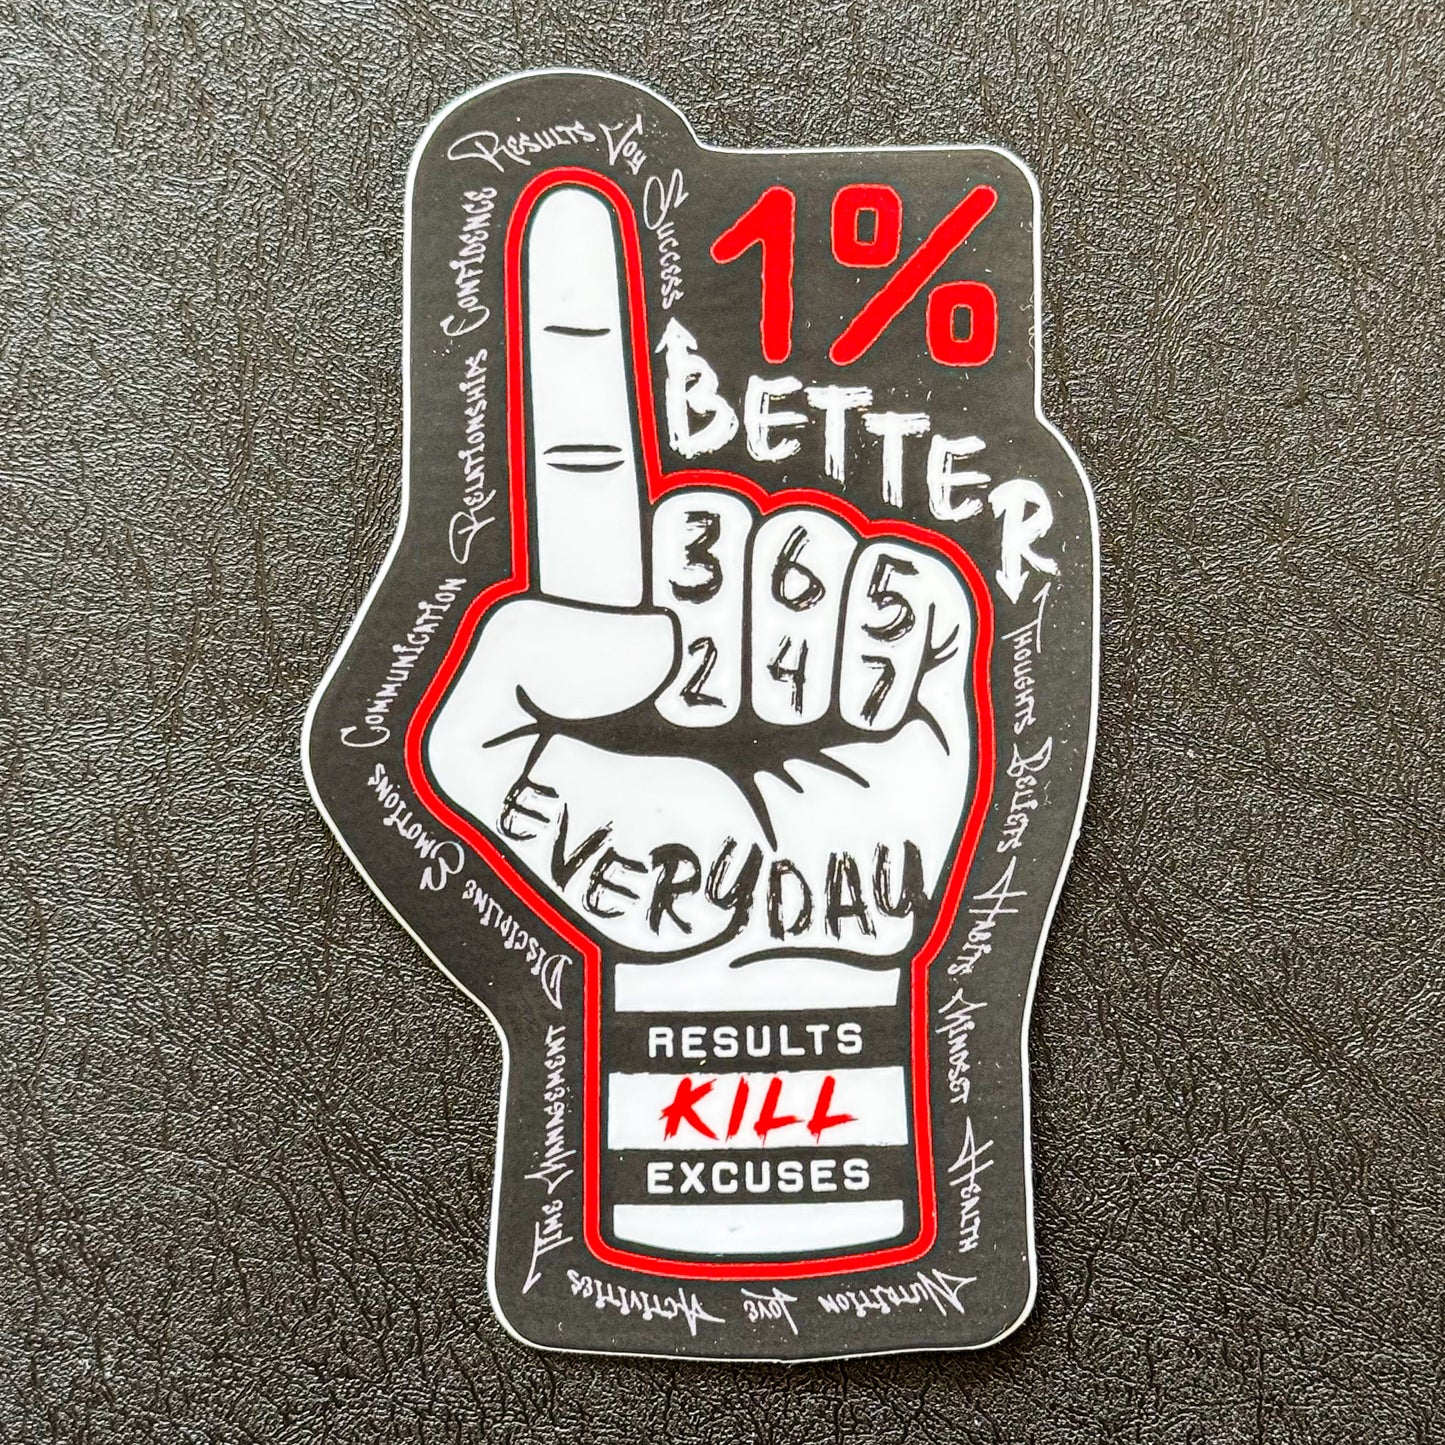 1%
BETTER
365
247
EVERYDAY
RESULTS
KILL
EXCUSES
Results Joy Success
Thoughts Beliefs Habits Mindset Health
Nutrition Love Activities
Time Management Discipline Emotions Communication Relationships Confidence